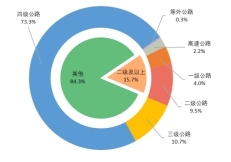 四级公路
73.3%
等外公路
0.3%
高速公路
2.2%
一级公路
4.0%
二级公路
9.5%
三级公路
10.7%
其他
84.3%
二级及以上
15.7%